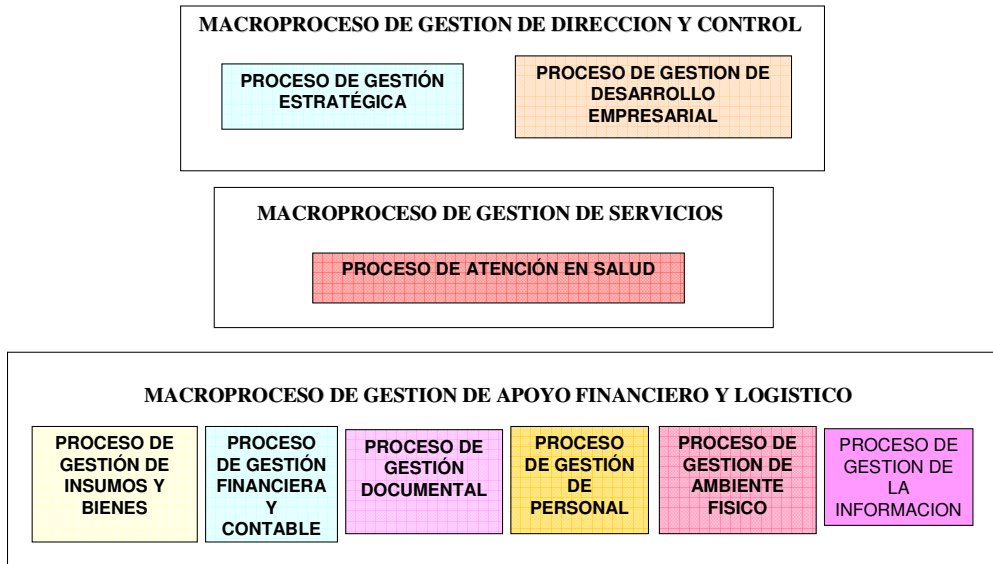 MACROPROCESO DE GESTION DE DIRECCION Y CONTROL
PROCESO DE GESTIÓN
ESTRATÉGICA
PROCESO DE GESTION DE
DESARROLLO
EMPRESARIAL
MACROPROCESO DE GESTION DE SERVICIOS
PROCESO DE ATENCIÓN EN SALUD
MACROPROCESO DE GESTION DE APOYO FINANCIERO Y LOGISTICO
PROCESO DE
GESTIÓN DE
INSUMOS Y
BIENES
PROCESO
DE GESTIÓN
FINANCIERA
Y
CONTABLE
PROCESO DE
GESTIÓN
DOCUMENTAL
PROCESO
DE GESTIÓN
DE
PERSONAL
PROCESO DE
GESTION DE
AMBIENTE
FISICO
PROCESO DE
GESTION DE
LA
INFORMACION